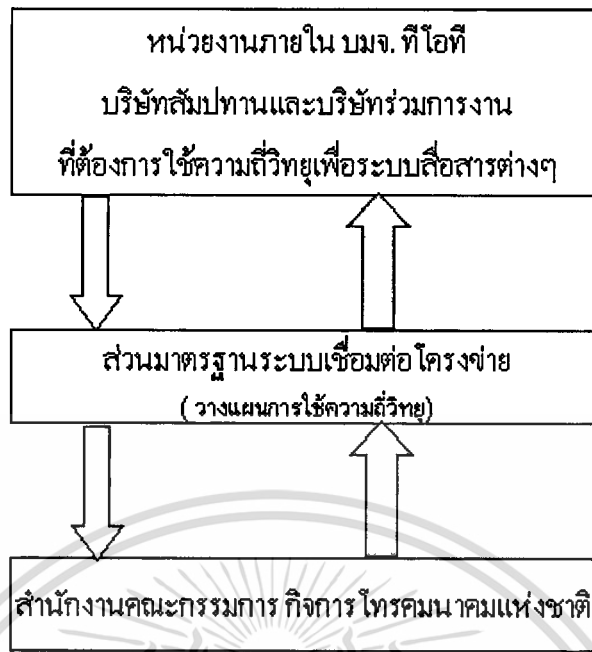 หน่วยงานภายใน บมจ. ทีโอที
บริษัทสัมปทานและบริษัทร่วมการงาน
ที่ต้องการใช้ความถี่วิทยุเพื่อระบบสื่อสารต่างๆ
ส่วนมาตรฐานระบบเชื่อมต่อโครงข่าย
( วางแผนการใช้ความถี่วิทยุ)
สำนักงานคณะกรรมการ กิจการ โทรคมนาคมแห่งชาติ